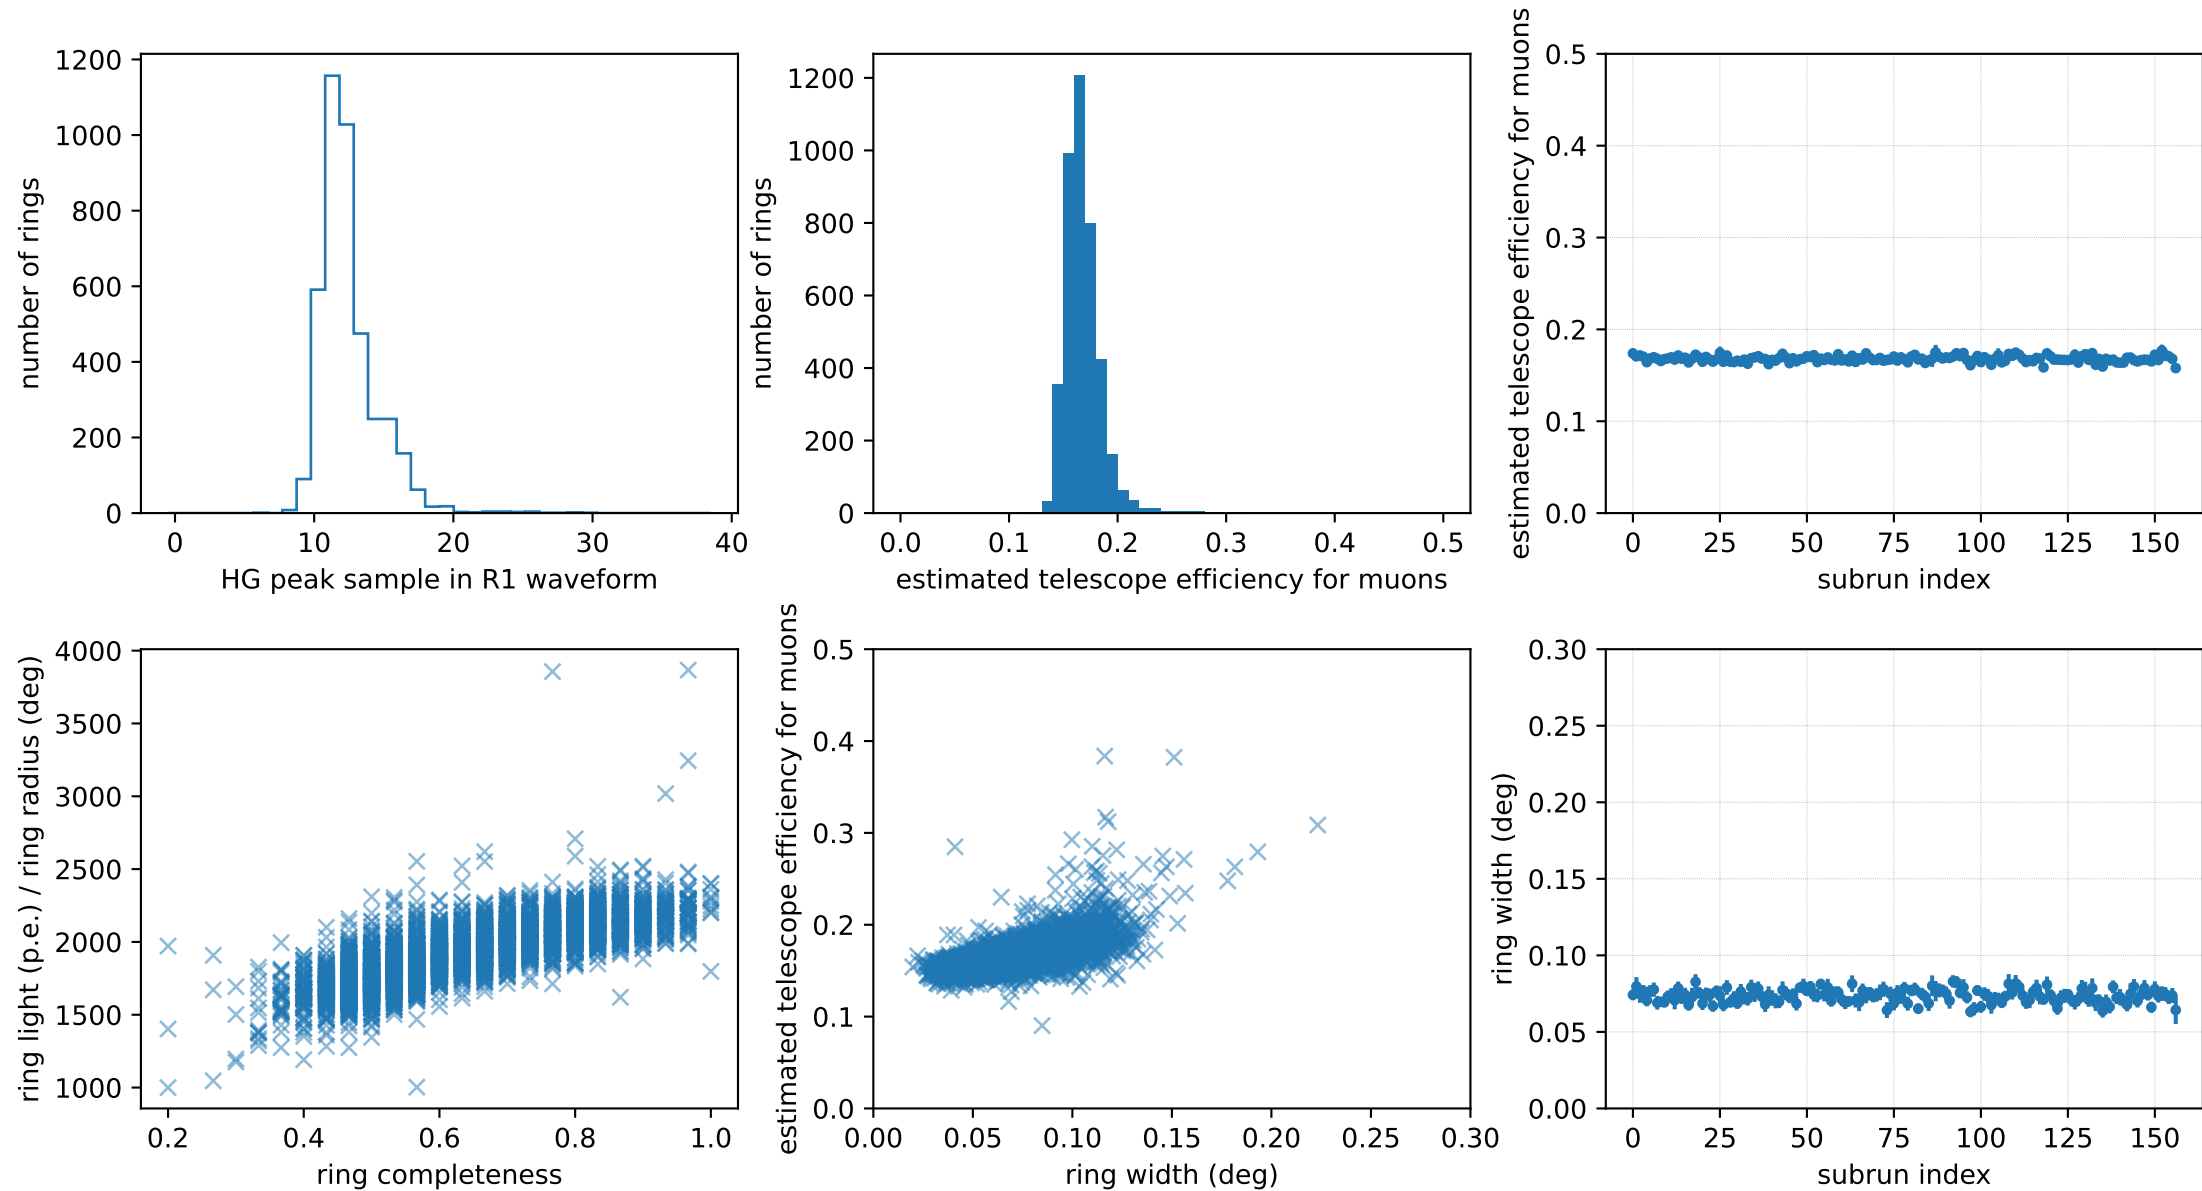 1200
1000
800
600
400
200
0
number of rings
0 10 20 30 40
HG peak sample in R1 waveform
1200
1000
800
600
400
200
0
number of rings
0.0 0.1 0.2 0.3 0.4 0.5
estimated telescope efficiency for muons
0.5
0.4
0.3
0.2
0.1
0.0
estimated telescope efficiency for muons
0 25 50 75 100 125 150
subrun index
4000
3500
3000
2500
2000
1500
1000
ring light (p.e.) / ring radius (deg)
0.2 0.4 0.6 0.8 1.0
ring completeness
0.5
0.4
0.3
0.2
0.1
0.0
estimated telescope efficiency for muons
0.00 0.05 0.10 0.15 0.20 0.25 0.30
ring width (deg)
0.30
0.25
0.20
0.15
0.10
0.05
0.00
ring width (deg)
0 25 50 75 100 125 150
subrun index